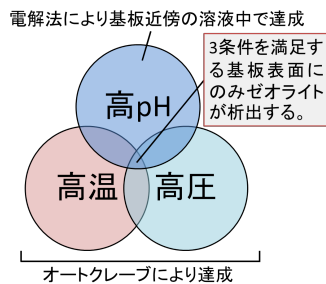 電解法により基板近傍の溶液中で達成
3条件を満足す
る基板表面に
のみゼオライト
が析出する。
高pH
高温
高圧
オートクレーブにより達成